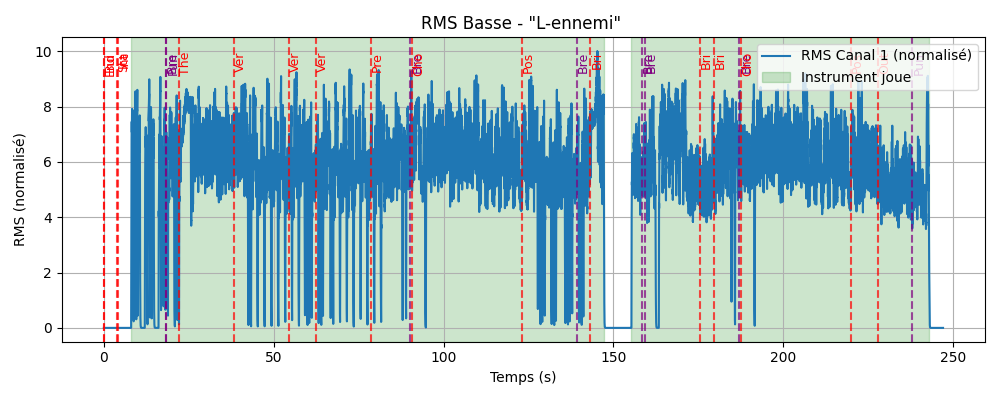 RMS Basse - "L-ennemi"
RMS (normalisé)
10
8
6
4
2
0
The
Ver
Ver
Ver
Pre
Pos
Bre
Bri
Bre
Bri
Bri
RMS Canal 1 (normalisé)
Instrument joue
0
50
100
150
200
250
Temps (s)